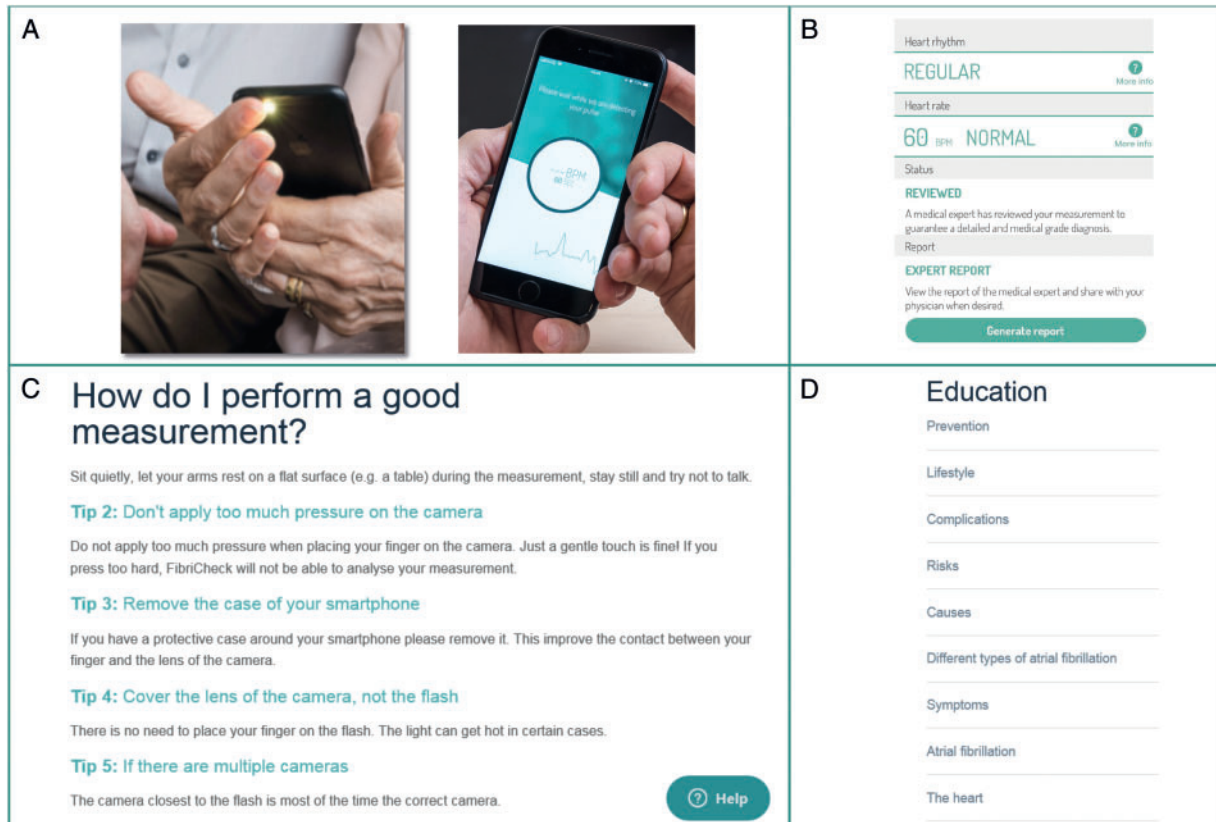 A
Please wait while we are detecting
your pulse
BPM
B
Heart rhythm
REGULAR
? More info
Heart rate
60 BPM NORMAL
? More info
Status
REVIEWED
A medical expert has reviewed your measurement to
guarantee a detailed and medical grade diagnosis.
Report
EXPERT REPORT
View the report of the medical expert and share with your
physician when desired.
Generate report
C
How do I perform a good
measurement?
Sit quietly, let your arms rest on a flat surface (e.g. a table) during the measurement, stay still and try not to talk.
Tip 2: Don't apply too much pressure on the camera
Do not apply too much pressure when placing your finger on the camera. Just a gentle touch is fine! If you
press too hard, FibriCheck will not be able to analyse your measurement.
Tip 3: Remove the case of your smartphone
If you have a protective case around your smartphone please remove it. This improve the contact between your
finger and the lens of the camera.
Tip 4: Cover the lens of the camera, not the flash
There is no need to place your finger on the flash. The light can get hot in certain cases.
Tip 5: If there are multiple cameras
The camera closest to the flash is most of the time the correct camera.
? Help
D
Education
Prevention
Lifestyle
Complications
Risks
Causes
Different types of atrial fibrillation
Symptoms
Atrial fibrillation
The heart